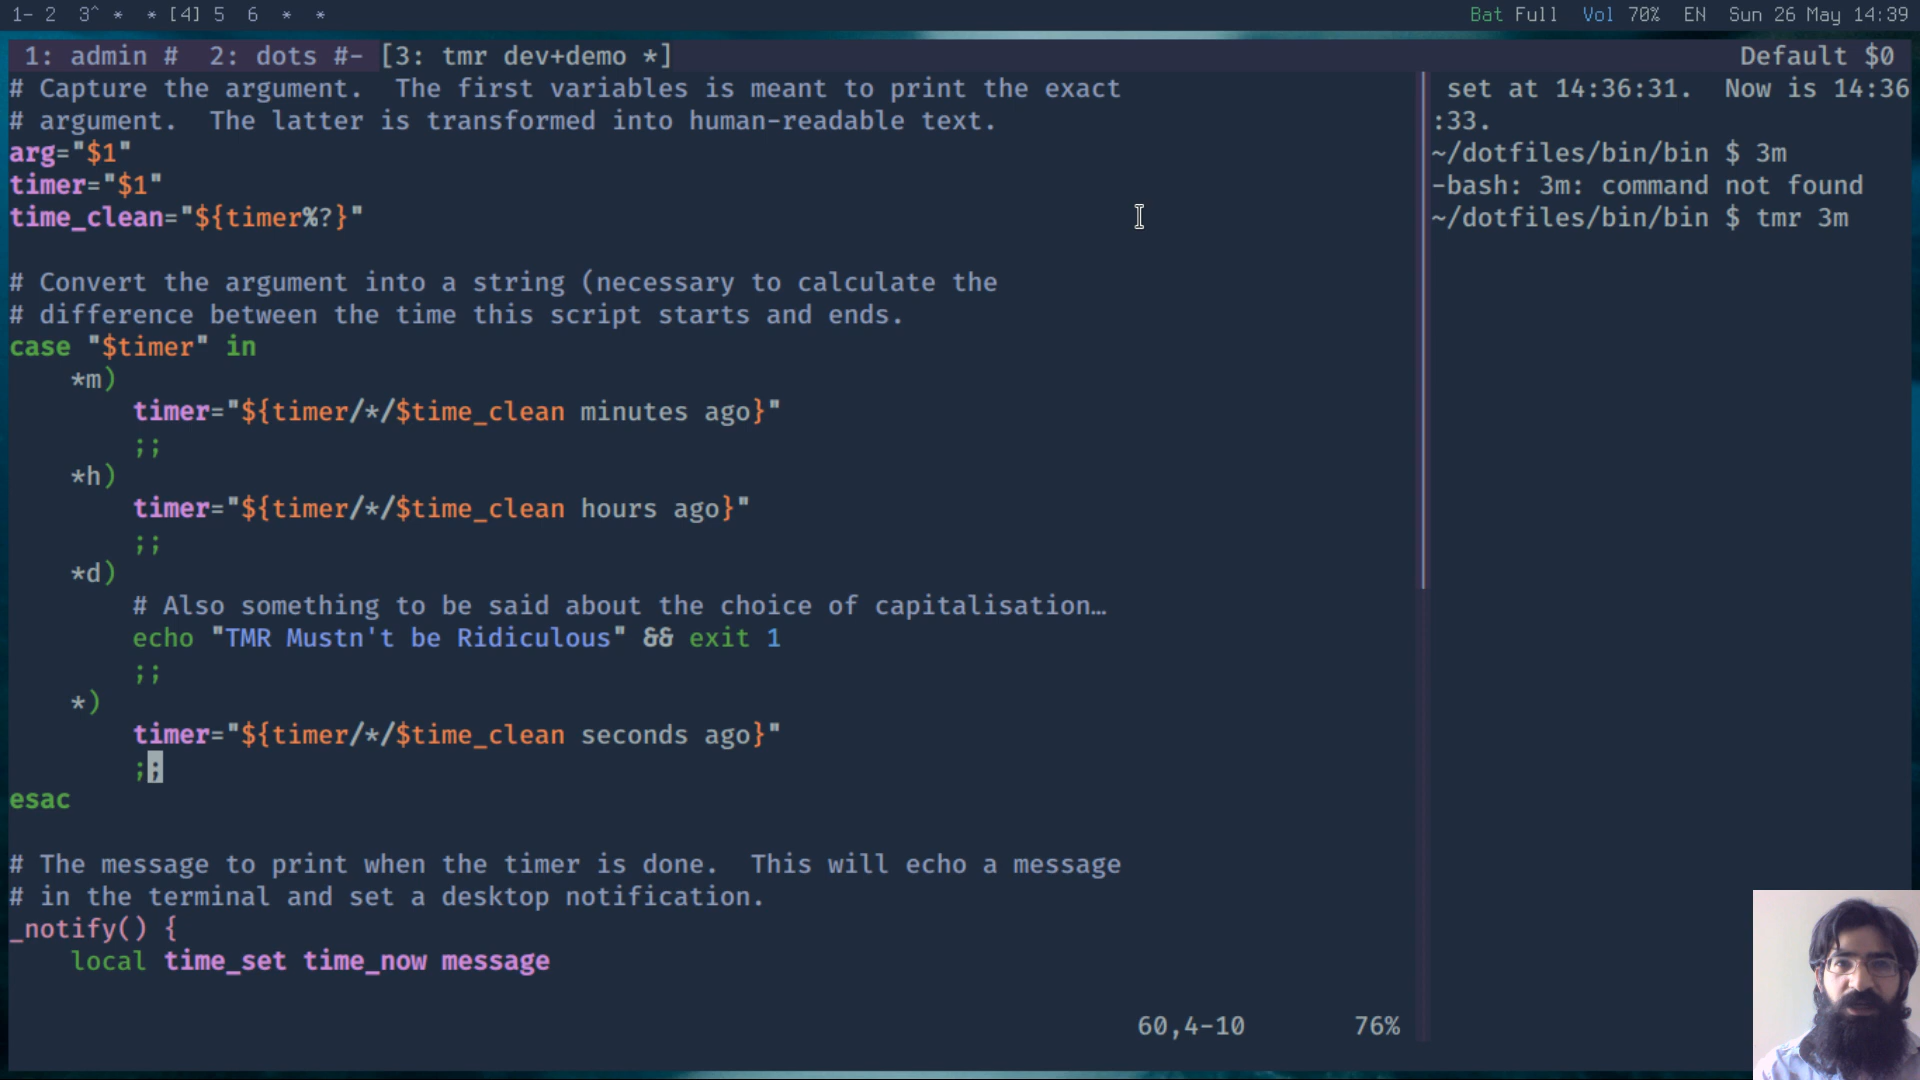 1- 2  3^ *  * [4] 5  6  *  *
Bat Full  Vol 70%  EN  Sun 26 May 14:39
1: admin #  2: dots #- [3: tmr dev+demo *]
Default $0
# Capture the argument.  The first variables is meant to print the exact
# argument.  The latter is transformed into human-readable text.
arg="$1"
timer="$1"
time_clean="${timer%?}"
# Convert the argument into a string (necessary to calculate the
# difference between the time this script starts and ends.
case "$timer" in
    *m)
        timer="${timer/*/$time_clean minutes ago}"
        ;;
    *h)
        timer="${timer/*/$time_clean hours ago}"
        ;;
    *d)
        # Also something to be said about the choice of capitalisation…
        echo "TMR Mustn't be Ridiculous" && exit 1
        ;;
    *)
        timer="${timer/*/$time_clean seconds ago}"
        ;;
esac
# The message to print when the timer is done.  This will echo a message
# in the terminal and set a desktop notification.
_notify() {
    local time_set time_now message
60,4-10        76%
 set at 14:36:31.  Now is 14:36
:33.
~/dotfiles/bin/bin $ 3m
-bash: 3m: command not found
~/dotfiles/bin/bin $ tmr 3m